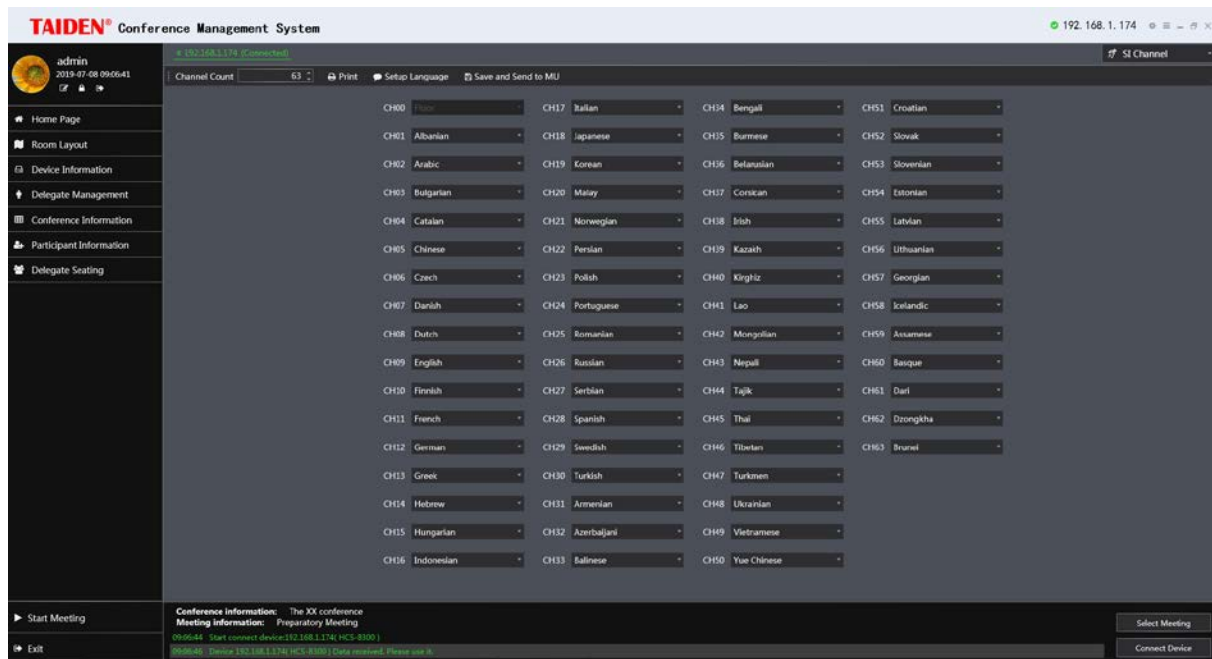 TAIDEN® Conference Management System
192.168.1.174
admin
2019-07-08 09:06:41
192.168.1.174 (Connected)
SI Channel
Channel Count 63 Print Setup Language Save and Send to MU
Home Page
Room Layout
Device Information
Delegate Management
Conference Information
Participant Information
Delegate Seating
CH00 Floor CH17 Italian CH34 Bengali CH51 Croatian
CH01 Albanian CH18 Japanese CH35 Burmese CH52 Slovak
CH02 Arabic CH19 Korean CH36 Belarusian CH53 Slovenian
CH03 Bulgarian CH20 Malay CH37 Corsican CH54 Estonian
CH04 Catalan CH21 Norwegian CH38 Irish CH55 Latvian
CH05 Chinese CH22 Persian CH39 Kazakh CH56 Lithuanian
CH06 Czech CH23 Polish CH40 Kirghiz CH57 Georgian
CH07 Danish CH24 Portuguese CH41 Lao CH58 Icelandic
CH08 Dutch CH25 Romanian CH42 Mongolian CH59 Assamese
CH09 English CH26 Russian CH43 Nepali CH60 Basque
CH10 Finnish CH27 Serbian CH44 Tajik CH61 Dari
CH11 French CH28 Spanish CH45 Thai CH62 Dzongkha
CH12 German CH29 Swedish CH46 Tibetan CH63 Brunei
CH13 Greek CH30 Turkish CH47 Turkmen
CH14 Hebrew CH31 Armenian CH48 Ukrainian
CH15 Hungarian CH32 Azerbaijani CH49 Vietnamese
CH16 Indonesian CH33 Balinese CH50 Yue Chinese
Start Meeting
Exit
Conference information: The XX conference
Meeting information: Preparatory Meeting
09:06:44 Start connect device:192.168.1.174( HCS-8300 )
09:06:46 Device 192.168.1.174( HCS-8300 ) Data received. Please use it.
Select Meeting
Connect Device